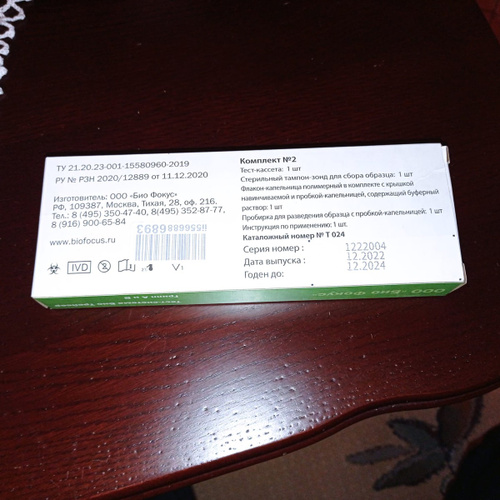 ТУ 21.20.23-001-15580960-2019
РУ № РЗН 2020/12889 от 11.12.2020
Изготовитель: ООО «Био Фокус»
РФ, 109387, Москва, Тихая, 28, оф. 216.
Тел.: 8 (495) 350-47-40, 8(495) 352-87-77,
8 (916) 900-65-84
www.biofocus.ru
IVD
V1
Комплект №2
Тест-кассета: 1 шт
Стерильный тампон-зонд для сбора образца: 1 шт
Флакон-капельница полимерный в комплекте с крышкой
навинчиваемой и пробкой-капельницей, содержащий буферный
раствор: 1 шт
Пробирка для разведения образца с пробкой-капельницей: 1 шт
Инструкция по применению: 1 шт.
Каталожный номер № Т 024
Серия номер : 1222004
Дата выпуска : 12.2022
Годен до: 12.2024
ООО «Био Фокус»